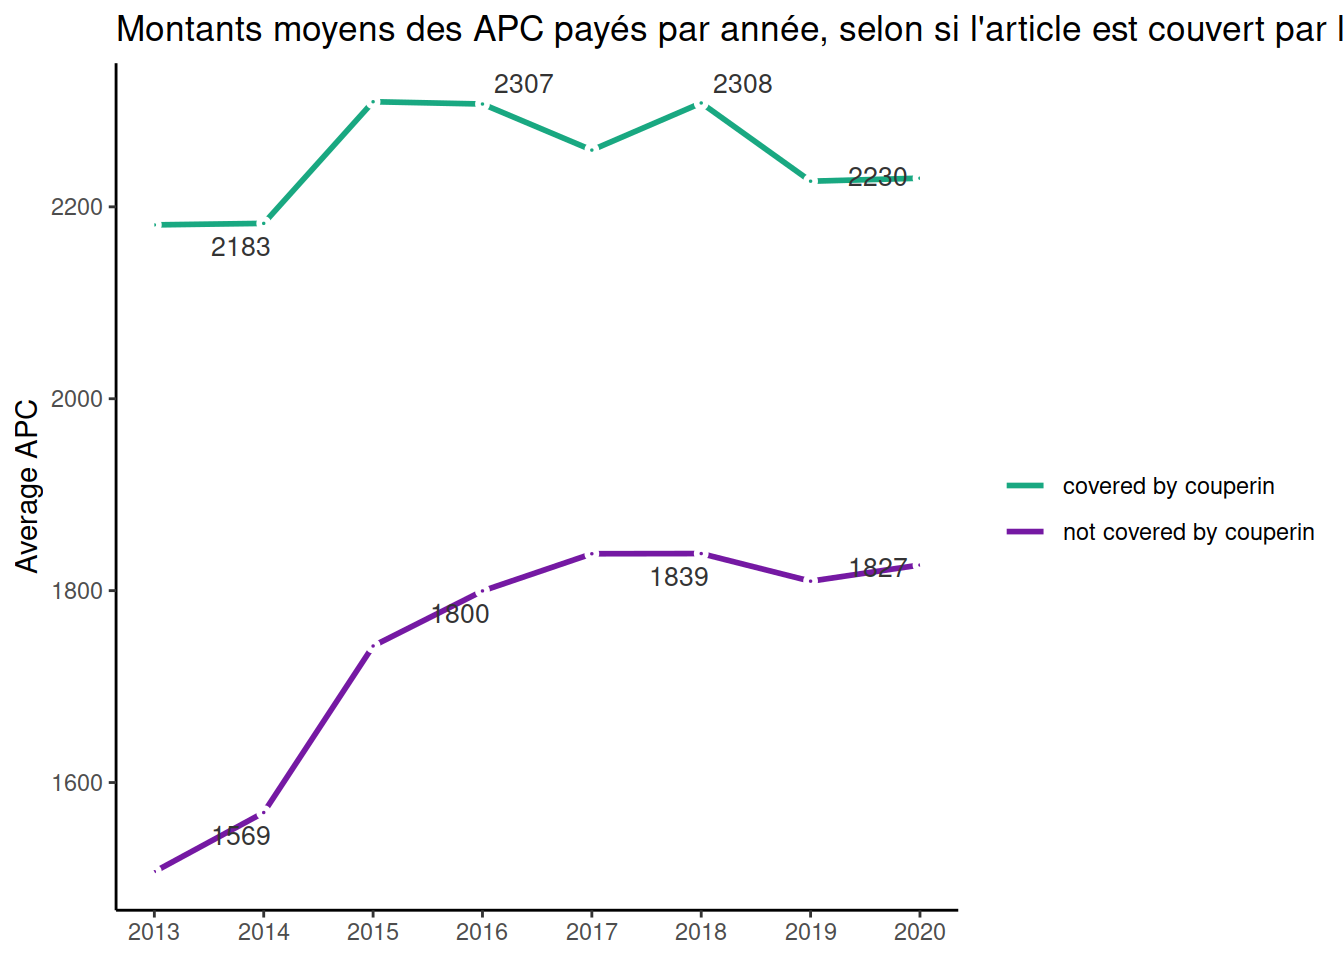 Montants moyens des APC payés par année, selon si l'article est couvert par
2307
2308
2230
2200
2183
2000
Average APC
covered by couperin
not covered by couperin
1839
1827
1800
1800
1600
1569
2013 2014 2015 2016 2017 2018 2019 2020